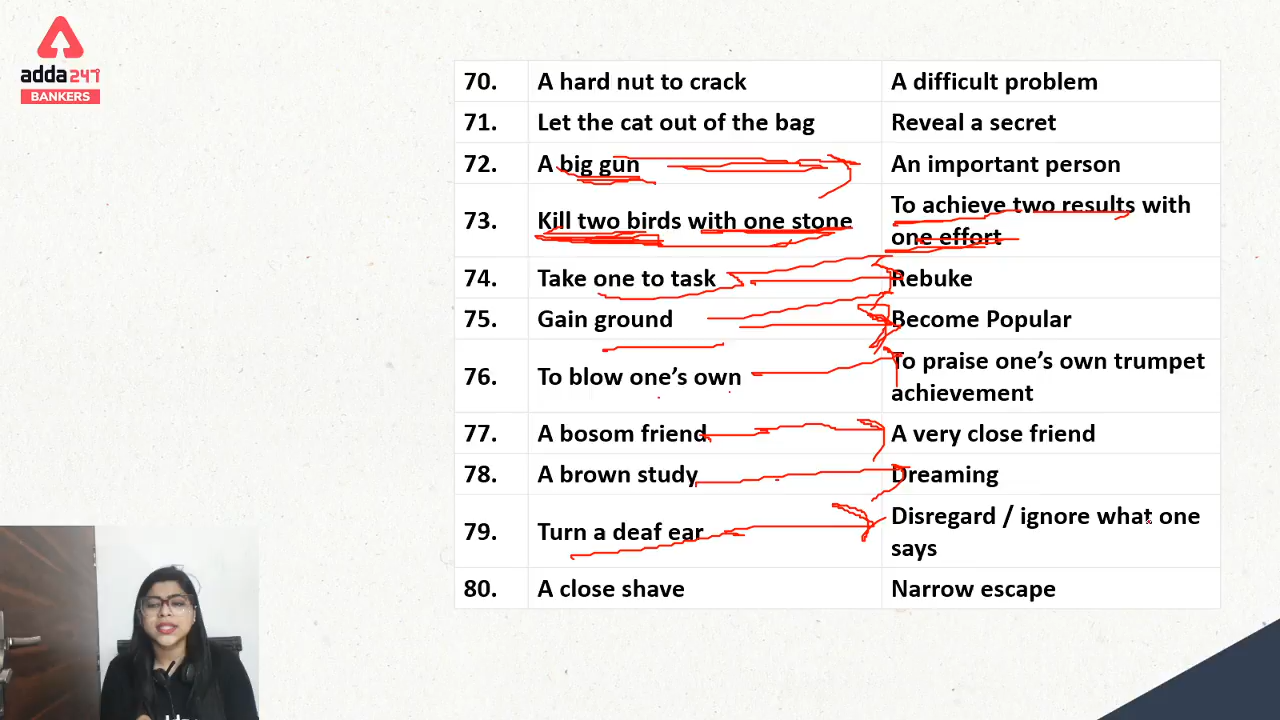 adda247
BANKERS
70. A hard nut to crack A difficult problem
71. Let the cat out of the bag Reveal a secret
72. A big gun An important person
73. Kill two birds with one stone To achieve two results with
one effort
74. Take one to task Rebuke
75. Gain ground Become Popular
76. To blow one's own To praise one's own trumpet
achievement
77. A bosom friend A very close friend
78. A brown study Dreaming
79. Turn a deaf ear Disregard / ignore what one
says
80. A close shave Narrow escape